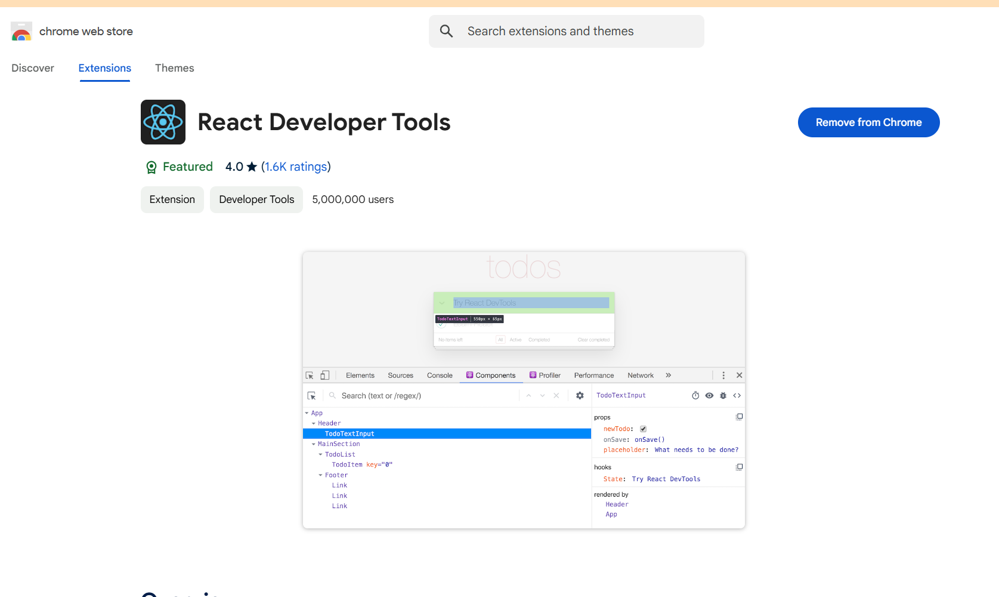 chrome web store
Search extensions and themes
Discover Extensions Themes
React Developer Tools
Remove from Chrome
Featured 4.0 ★ (1.6K ratings)
Extension Developer Tools 5,000,000 users
todos
Try React DevTools
TodoTextInput | 550px × 65px
No items left All Active Completed Clear completed
Elements Sources Console Components Profiler Performance Network »
Search (text or /regex/)
App
Header
TodoTextInput
MainSection
TodoList
TodoItem key="0"
Footer
Link
Link
Link
TodoTextInput
props
newTodo: ✔
onSave: onSave()
placeholder: What needs to be done?
hooks
State: Try React DevTools
rendered by
Header
App